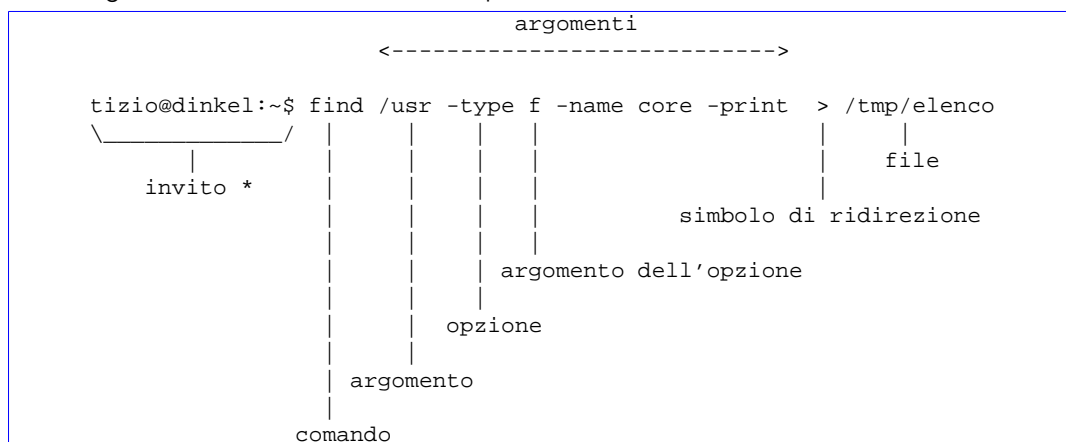 argomenti
<---------------------------->
tizio@dinkel:~$ find /usr -type f -name core -print > /tmp/elenco
\_____________/ | | | | | |
| | | | | | file
invito * | | | | |
| | | | simbolo di ridirezione
| | | |
| | | argomento dell'opzione
| | |
| | opzione
| |
| argomento
|
comando